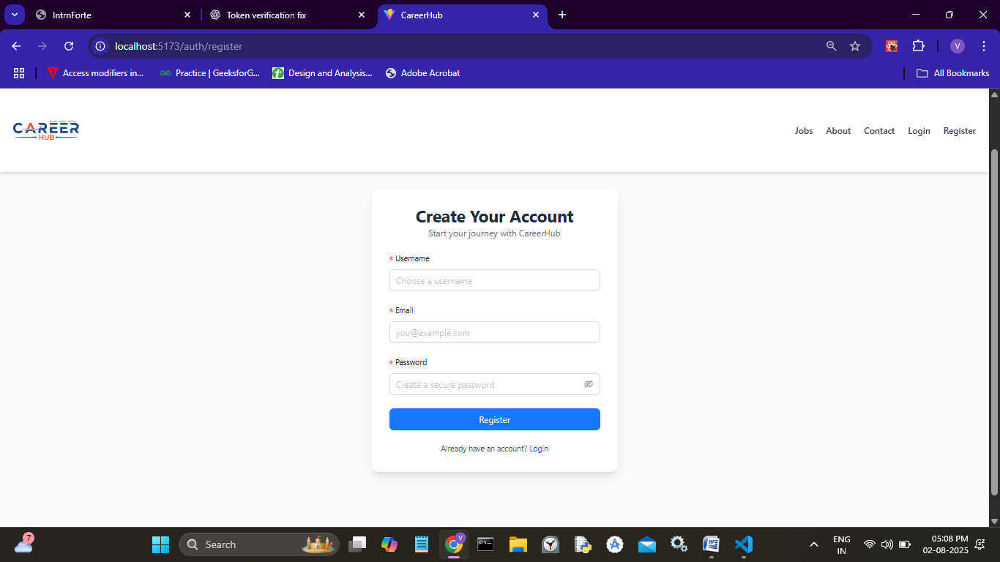 IntrnForte
Token verification fix
CareerHub
localhost:5173/auth/register
V
Access modifiers in...
Practice | GeeksforG...
Design and Analysis...
Adobe Acrobat
All Bookmarks
CAREER
HUB
Jobs
About
Contact
Login
Register
Create Your Account
Start your journey with CareerHub
* Username
Choose a username
* Email
you@example.com
* Password
Create a secure password
Register
Already have an account? Login
7
Search
V
ENG
IN
05:08 PM
02-08-2025